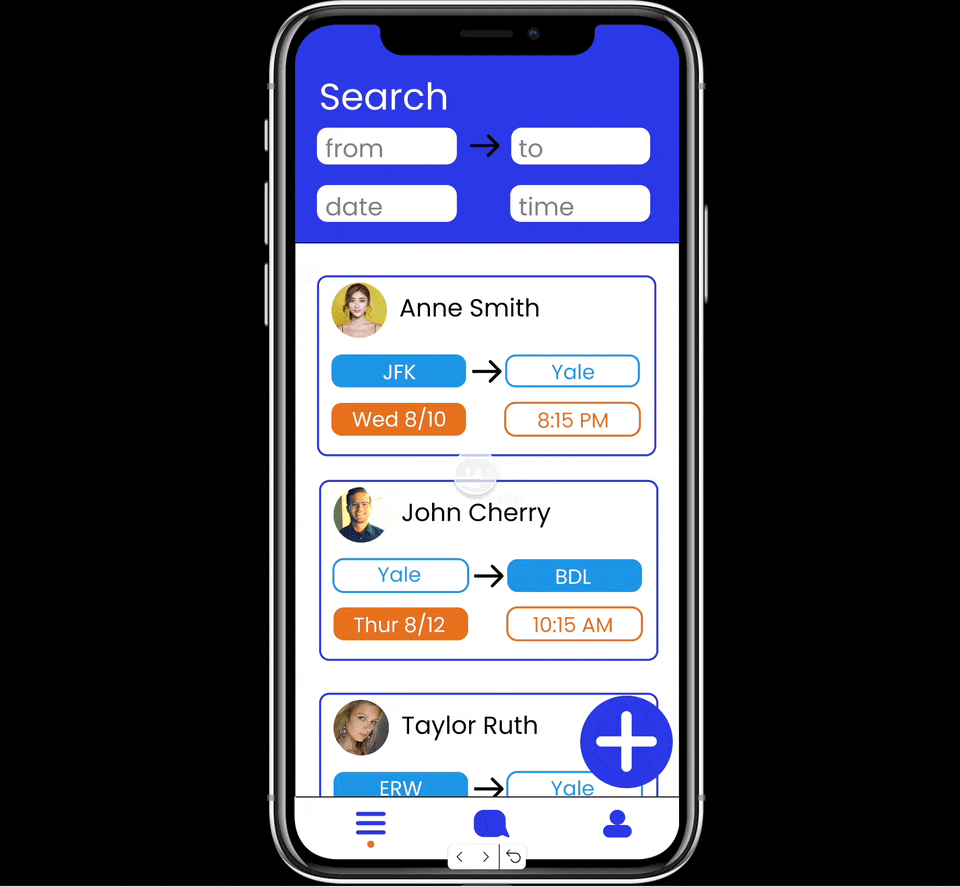 Search
from → to
date time
Anne Smith
JFK → Yale
Wed 8/10 8:15 PM
John Cherry
Yale → BDL
Thur 8/12 10:15 AM
Taylor Ruth
ERW → Yale